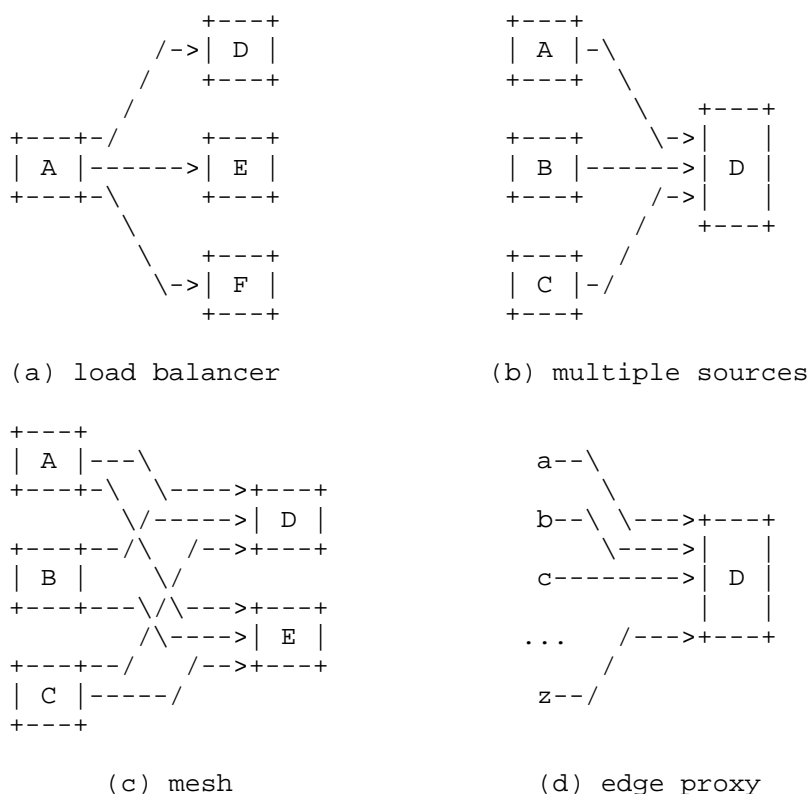 D A
A E B D
F C
(a) load balancer (b) multiple sources
A a
D b
B c D
E ...
C z
(c) mesh (d) edge proxy